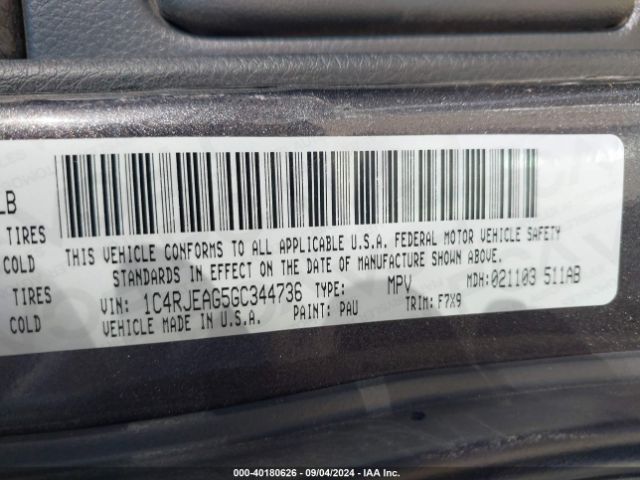 LB
TIRES
COLD
TIRES
COLD
THIS VEHICLE CONFORMS TO ALL APPLICABLE U.S.A. FEDERAL MOTOR VEHICLE SAFETY
STANDARDS IN EFFECT ON THE DATE OF MANUFACTURE SHOWN ABOVE.
VIN: 1C4RJEAG5GC344736 TYPE: MPV MDH:021103 511AB
VEHICLE MADE IN U.S.A. PAINT: PAU TRIM: F7X9
000-40180626 - 09/04/2024 - IAA Inc.